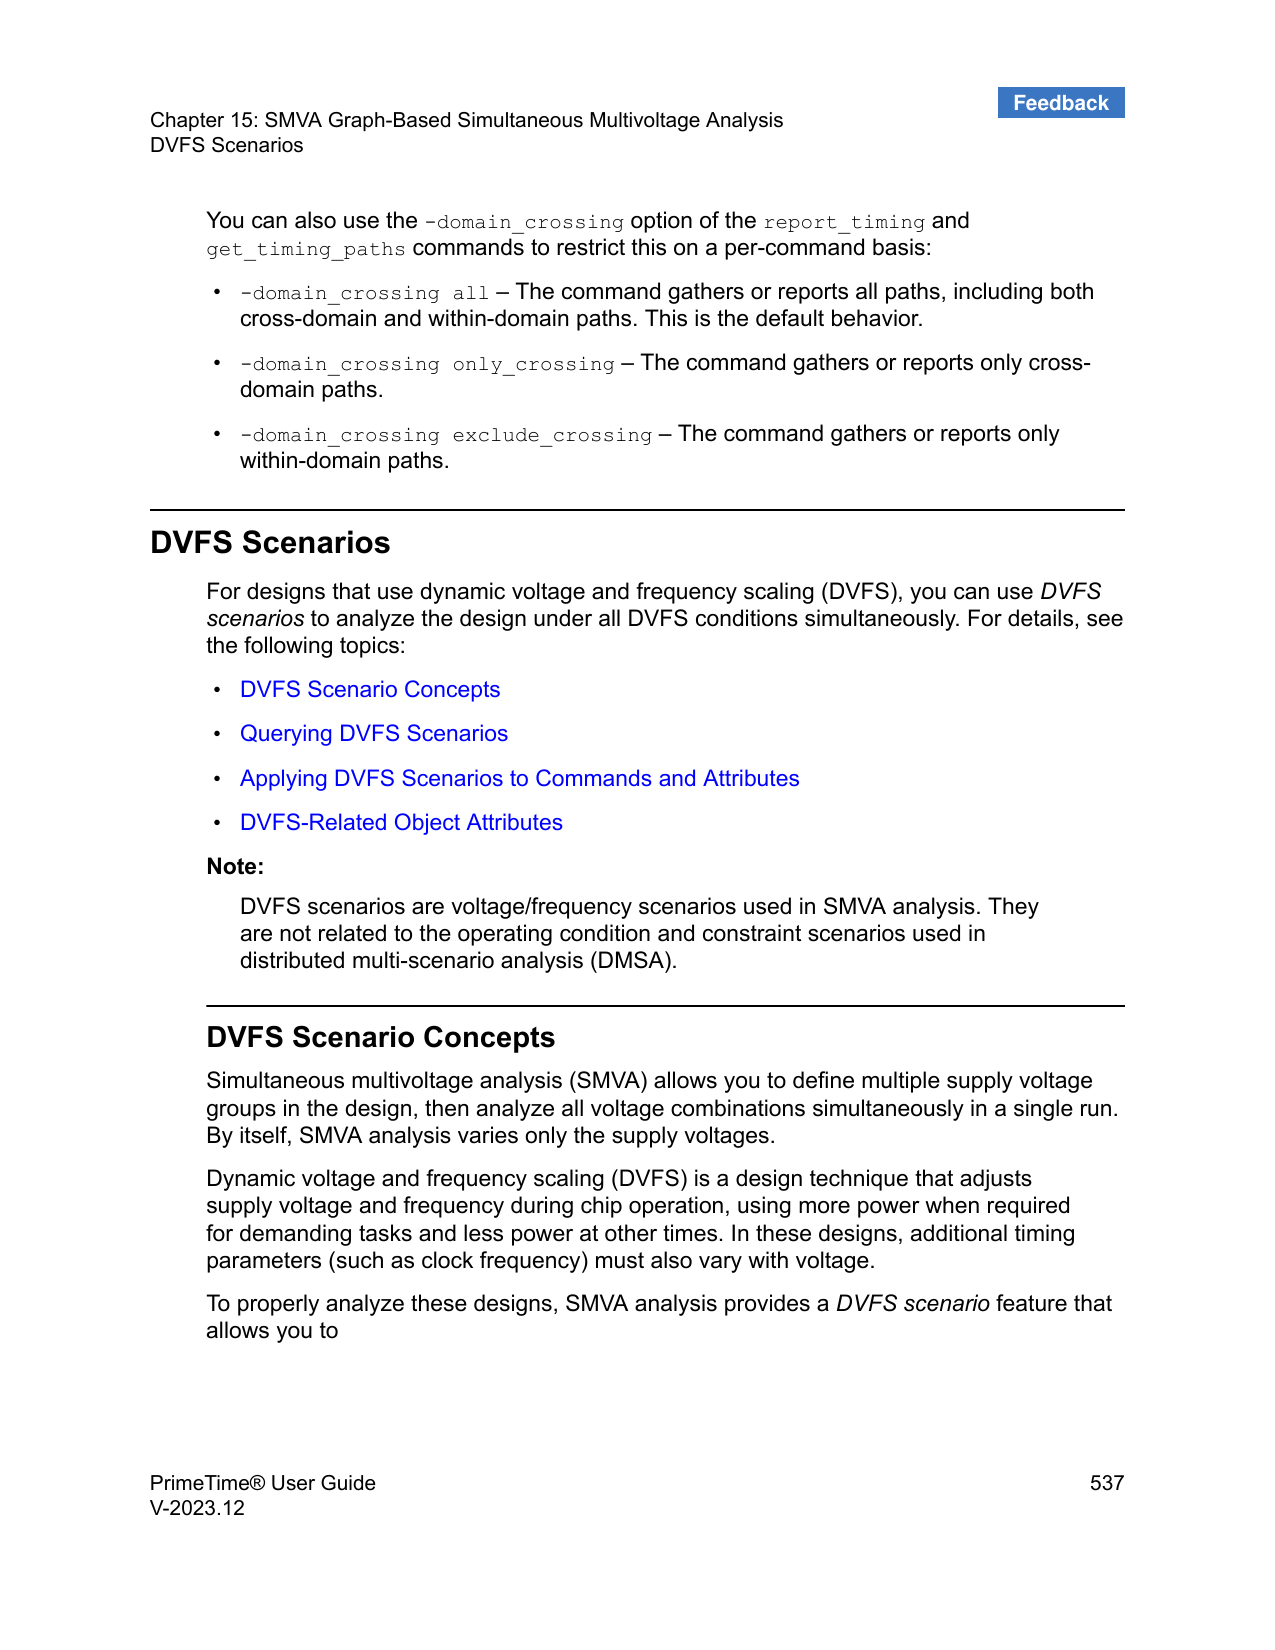 Feedback
Chapter 15: SMVA Graph-Based Simultaneous Multivoltage Analysis
DVFS Scenarios
You can also use the -domain_crossing option of the report_timing and
get_timing_paths commands to restrict this on a per-command basis:
• -domain_crossing all – The command gathers or reports all paths, including both
cross-domain and within-domain paths. This is the default behavior.
• -domain_crossing only_crossing – The command gathers or reports only cross-
domain paths.
• -domain_crossing exclude_crossing – The command gathers or reports only
within-domain paths.
DVFS Scenarios
For designs that use dynamic voltage and frequency scaling (DVFS), you can use DVFS
scenarios to analyze the design under all DVFS conditions simultaneously. For details, see
the following topics:
• DVFS Scenario Concepts
• Querying DVFS Scenarios
• Applying DVFS Scenarios to Commands and Attributes
• DVFS-Related Object Attributes
Note:
DVFS scenarios are voltage/frequency scenarios used in SMVA analysis. They
are not related to the operating condition and constraint scenarios used in
distributed multi-scenario analysis (DMSA).
DVFS Scenario Concepts
Simultaneous multivoltage analysis (SMVA) allows you to define multiple supply voltage
groups in the design, then analyze all voltage combinations simultaneously in a single run.
By itself, SMVA analysis varies only the supply voltages.
Dynamic voltage and frequency scaling (DVFS) is a design technique that adjusts
supply voltage and frequency during chip operation, using more power when required
for demanding tasks and less power at other times. In these designs, additional timing
parameters (such as clock frequency) must also vary with voltage.
To properly analyze these designs, SMVA analysis provides a DVFS scenario feature that
allows you to
PrimeTime® User Guide
V-2023.12
537